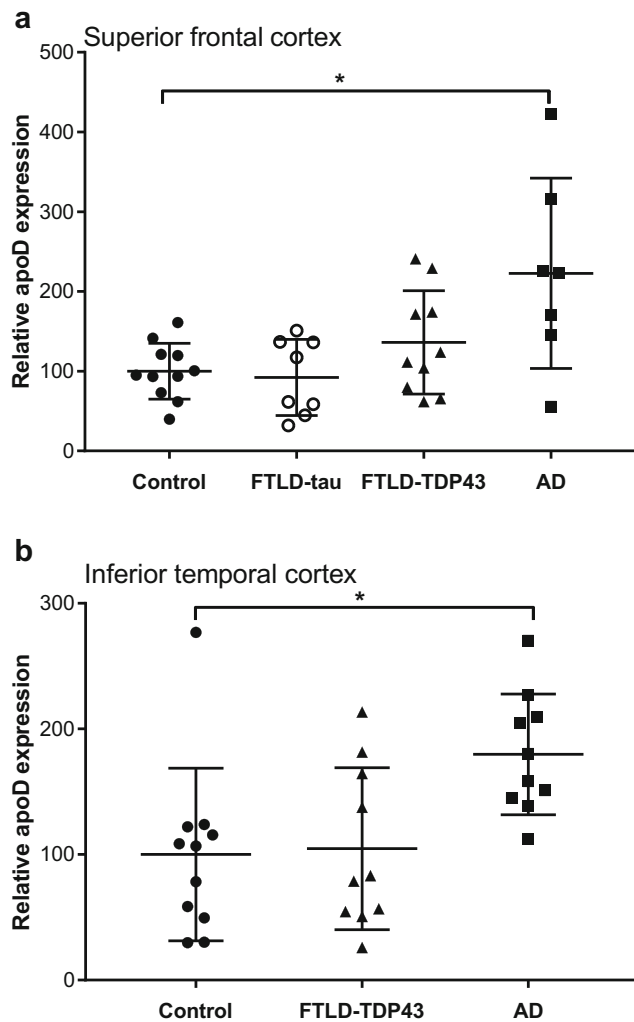 a
Superior frontal cortex
Relative apoD expression
500
400
300
200
100
0
*
Control FTLD-tau FTLD-TDP43 AD
b
Inferior temporal cortex
Relative apoD expression
300
200
100
0
*
Control FTLD-TDP43 AD